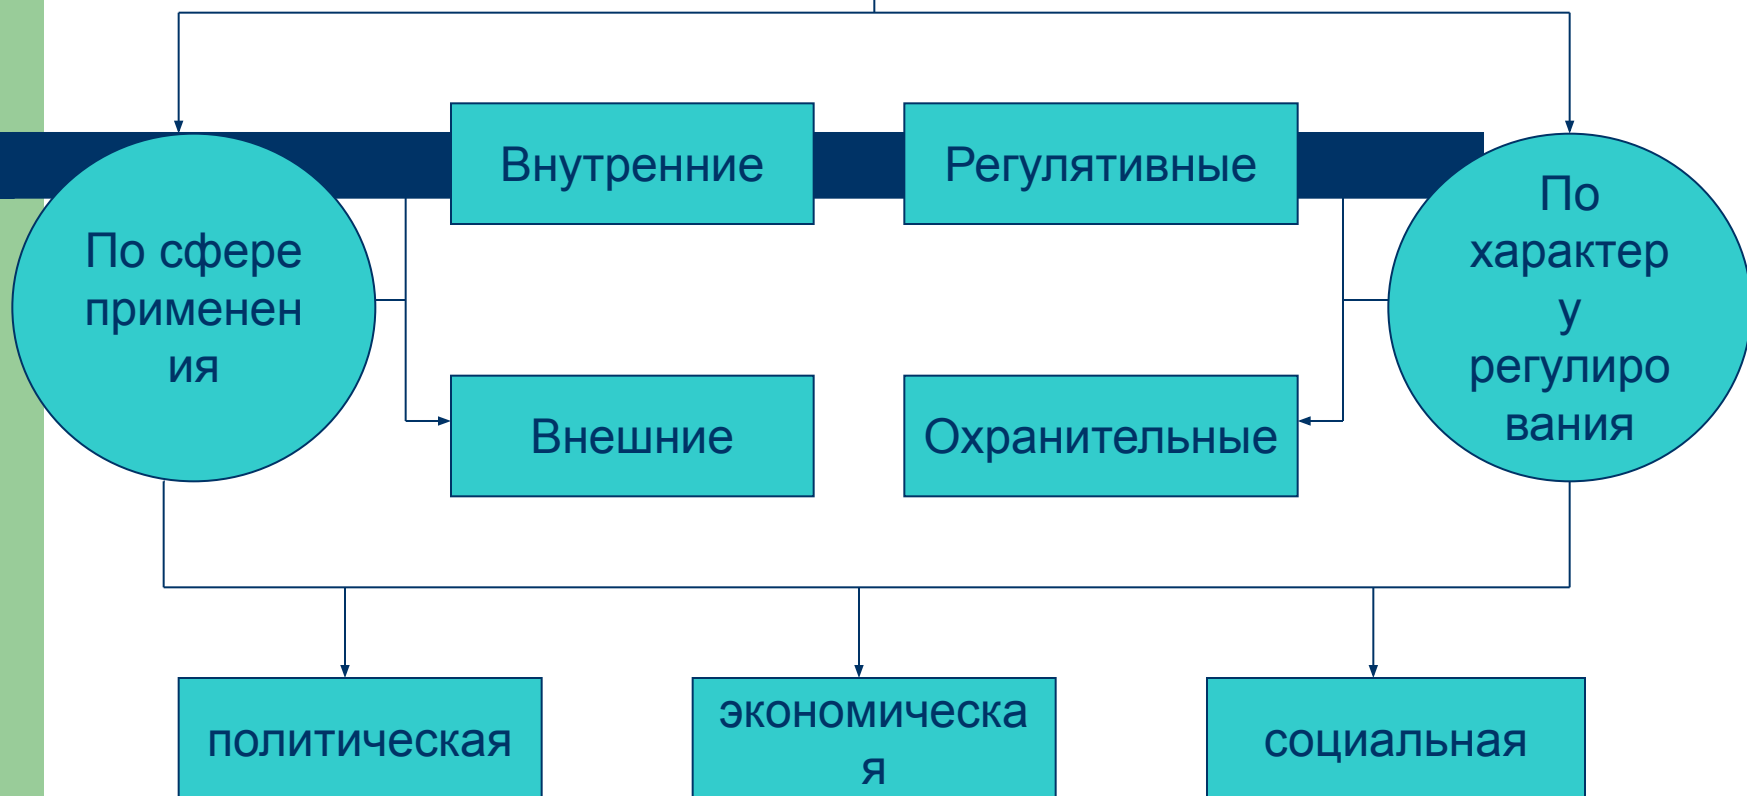 Внутренние
Регулятивные
По сфере
применен
ия
По
характер
у
регулиро
вания
Внешние
Охранительные
политическая
экономическа
я
социальная